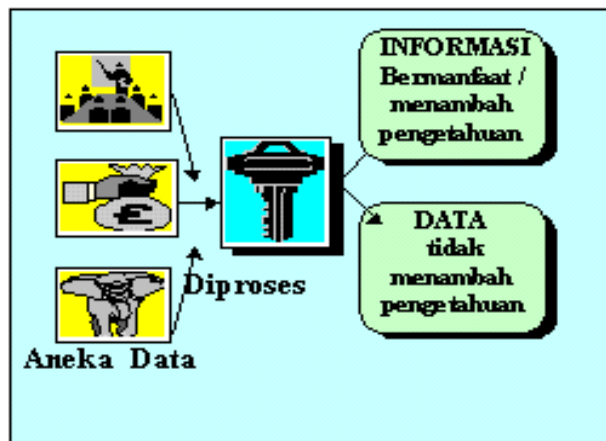 INFORMASI
Bermanfaat /
menambah
pengetahuan
DATA
tidak
menambah
pengetahuan
Diproses
Aneka Data